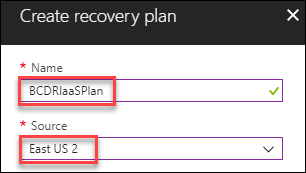 Create recovery plan
* Name
BCDRIaaSPlan
* Source
East US 2